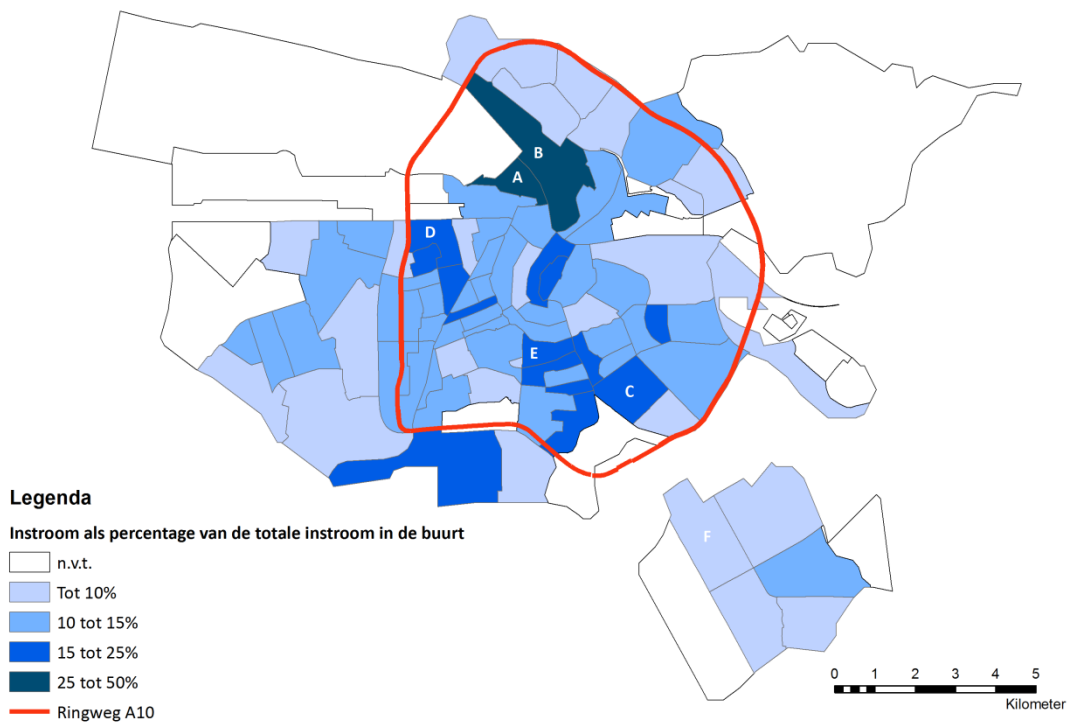 B
A
D
E
C
F
Legenda
Instroom als percentage van de totale instroom in de buurt
n.v.t.
Tot 10%
10 tot 15%
15 tot 25%
25 tot 50%
Ringweg A10
0 1 2 3 4 5
Kilometer